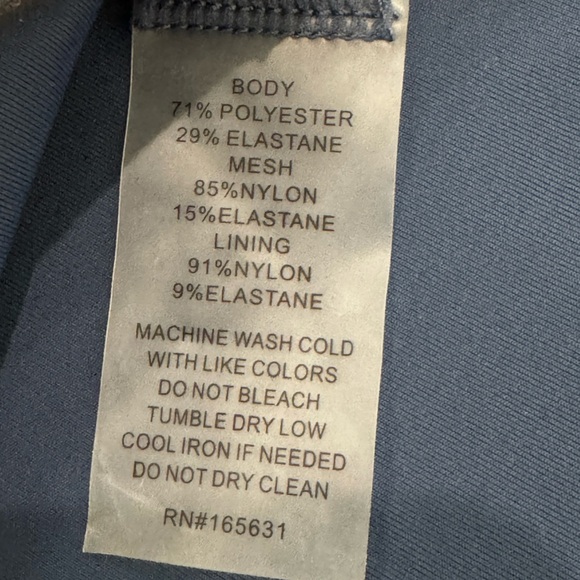 BODY
71% POLYESTER
29% ELASTANE
MESH
85%NYLON
15%ELASTANE
LINING
91%NYLON
9%ELASTANE
MACHINE WASH COLD
WITH LIKE COLORS
DO NOT BLEACH
TUMBLE DRY LOW
COOL IRON IF NEEDED
DO NOT DRY CLEAN
RN#165631